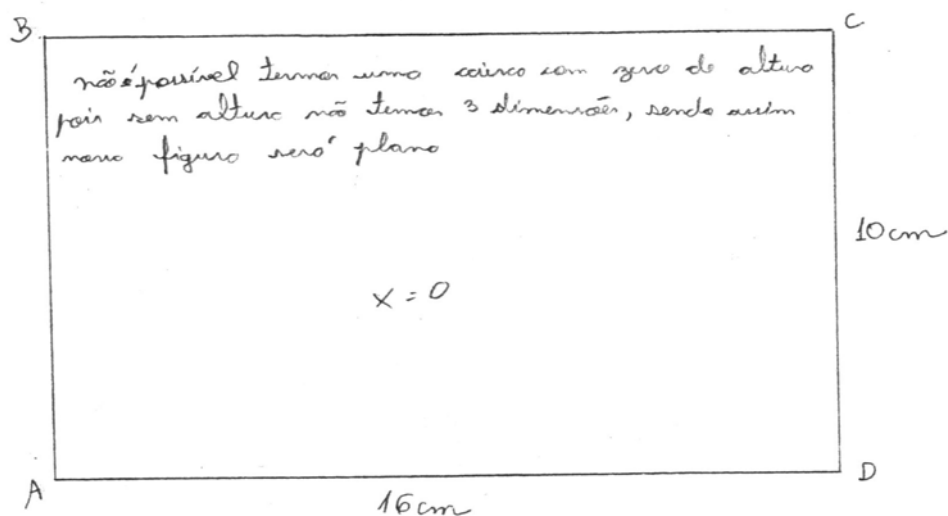 B
C
não é possível termos uma caixa com zero de altura
pois sem altura não temos 3 dimensões, sendo assim
nossa figura será plana
10cm
x = 0
A
D
16cm